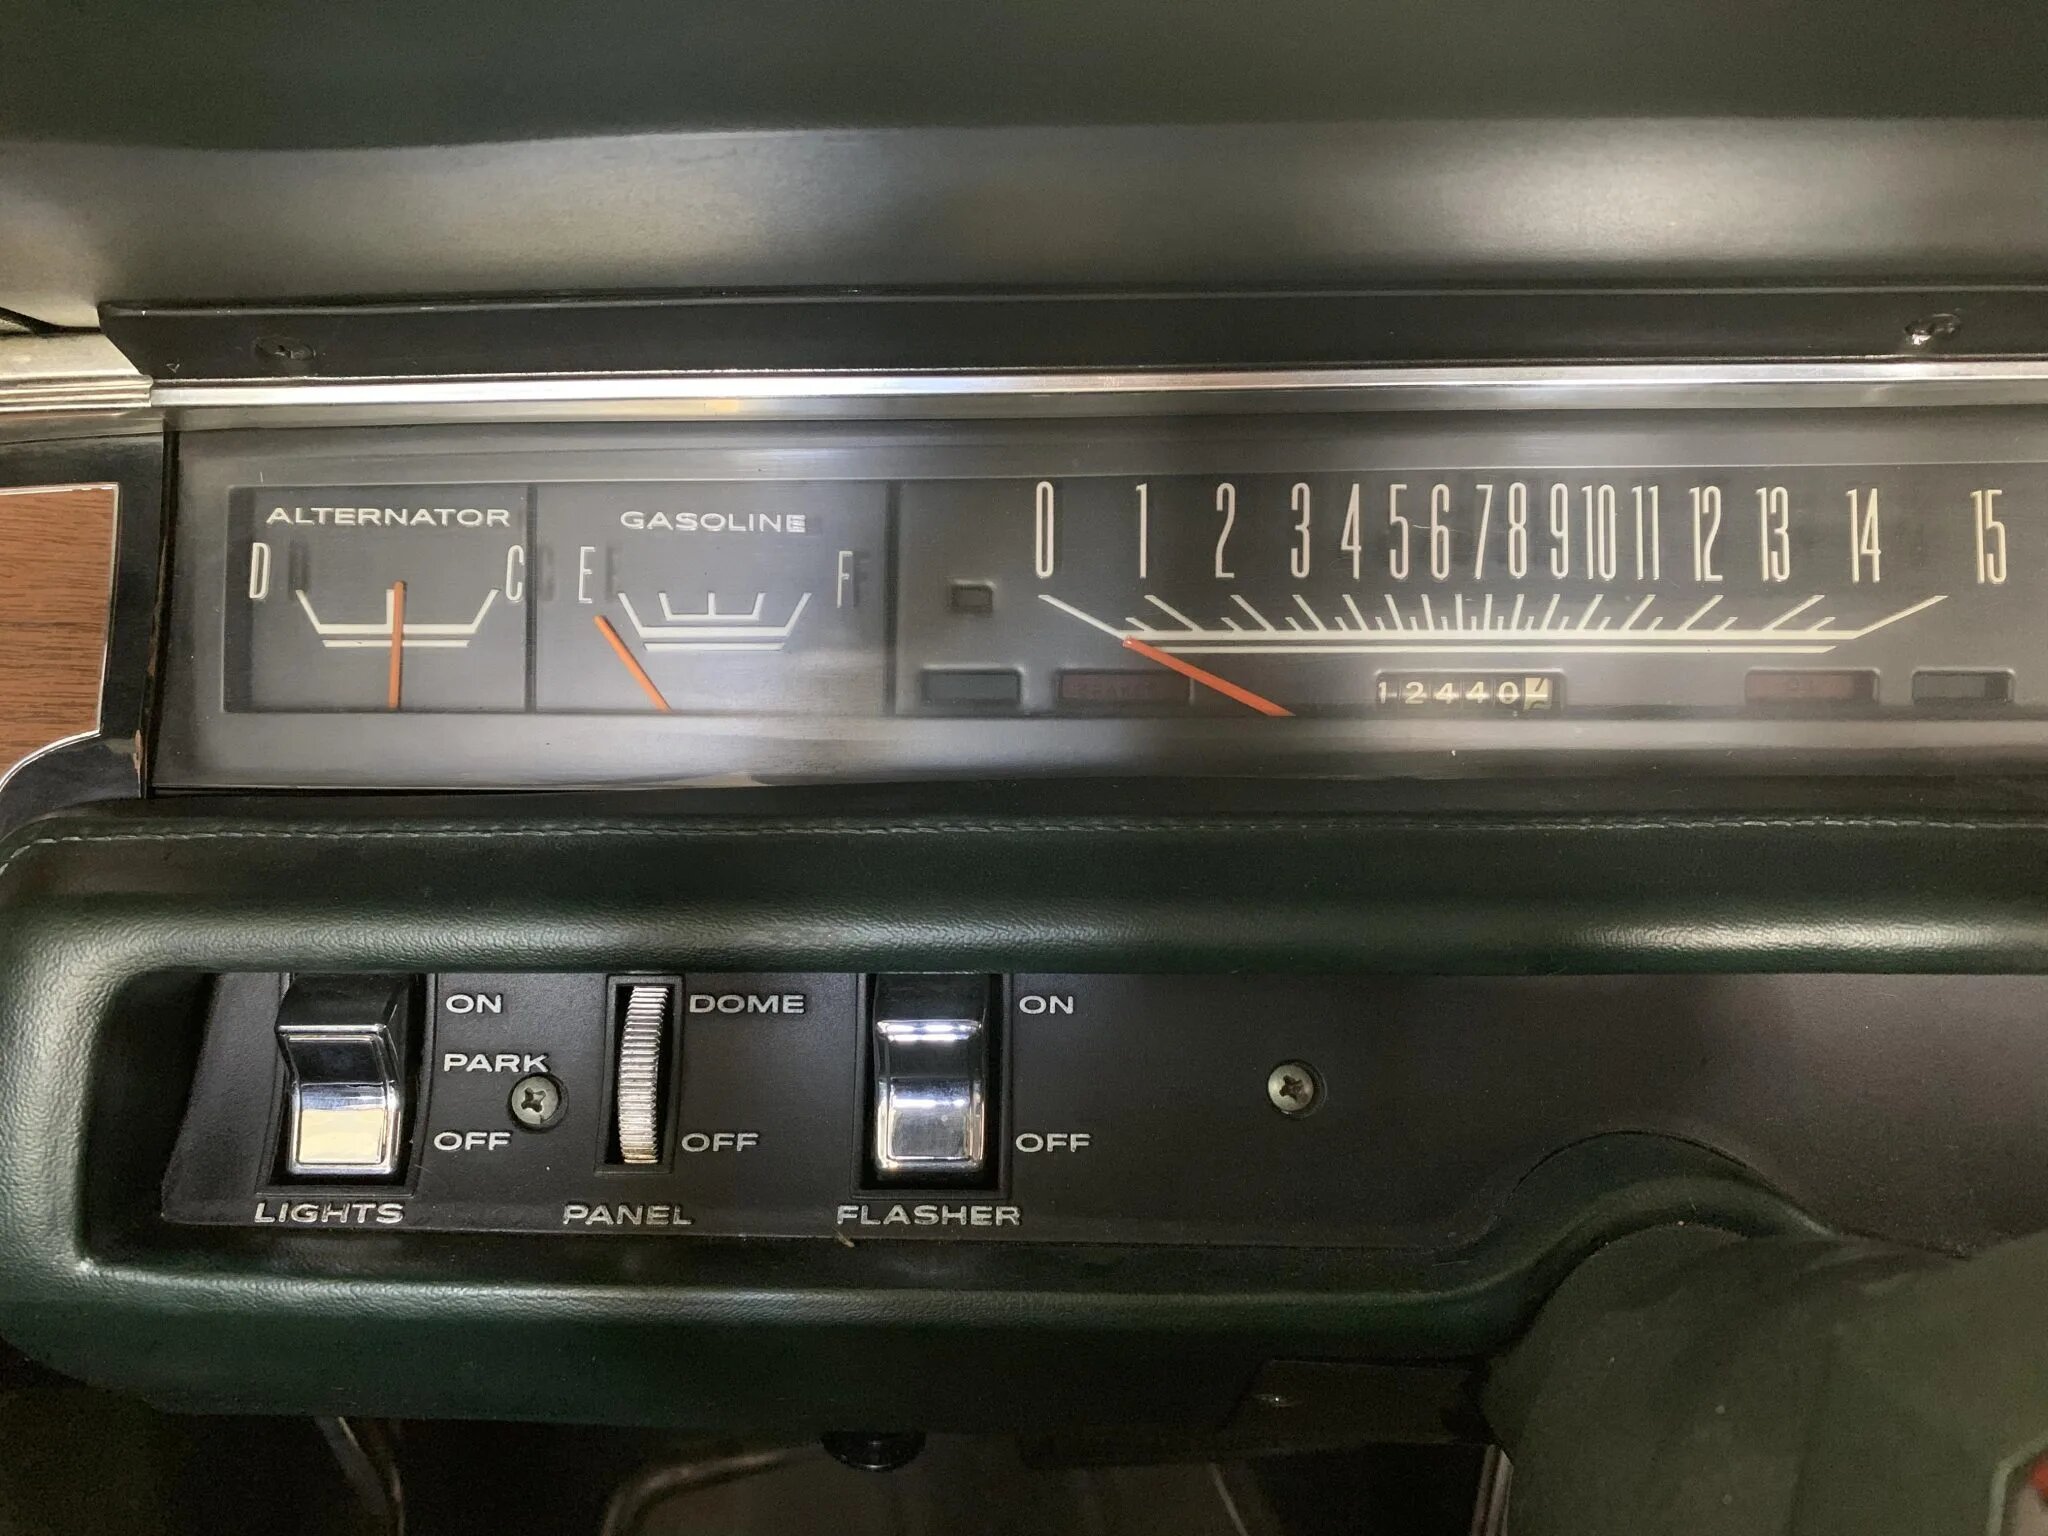 ALTERNATOR
D C
GASOLINE
E F
0 1 2 3 4 5 6 7 8 9 10 11 12 13 14 15
12440
ON DOME ON
PARK
OFF OFF OFF
LIGHTS PANEL FLASHER